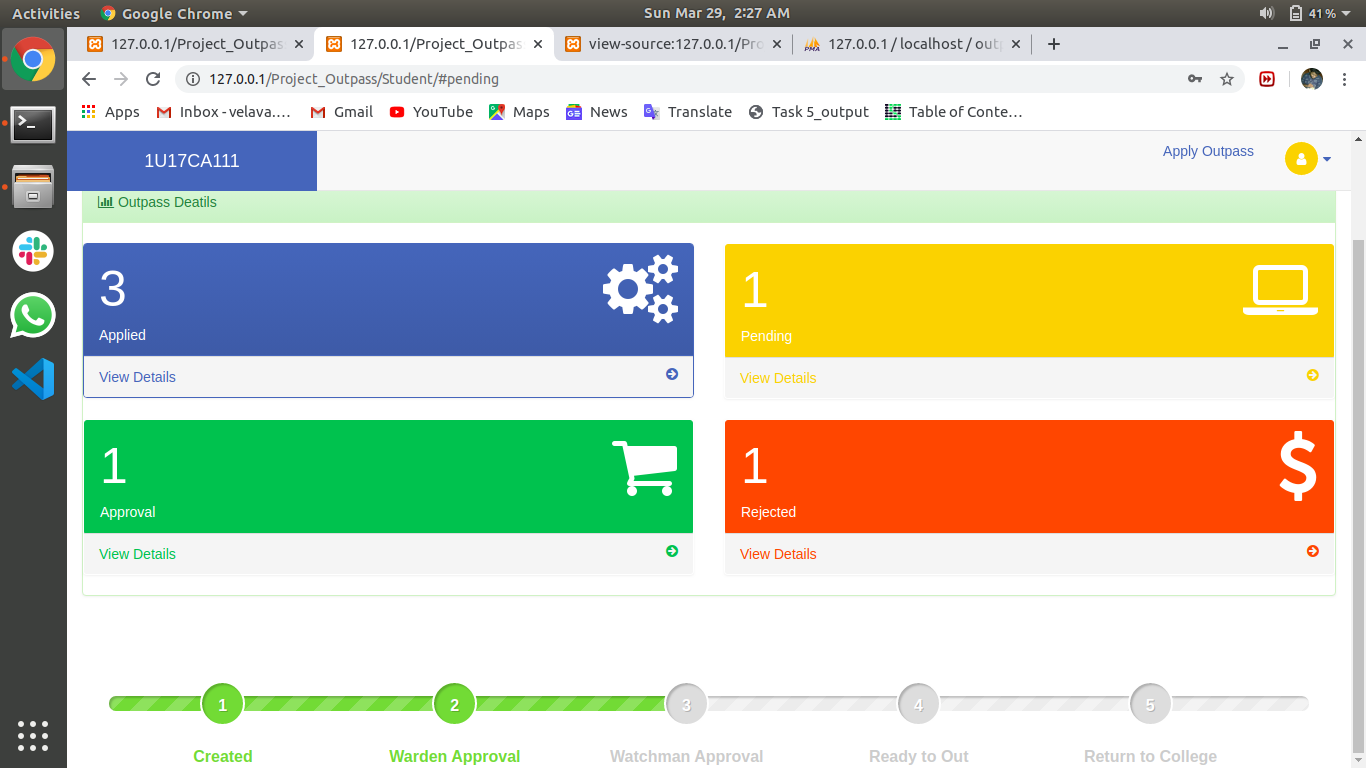 Activities Google Chrome Sun Mar 29, 2:27 AM 41%
127.0.0.1/Project_Outpas 127.0.0.1/Project_Outpas view-source:127.0.0.1/Pro 127.0.0.1 / localhost / outp
127.0.0.1/Project_Outpass/Student/#pending
Apps Inbox - velava.... Gmail YouTube Maps News Translate Task 5_output Table of Conte...
1U17CA111 Apply Outpass
Outpass Deatils
3
Applied
View Details
1
Pending
View Details
1
Approval
View Details
1
Rejected
View Details
1 2 3 4 5
Created Warden Approval Watchman Approval Ready to Out Return to College